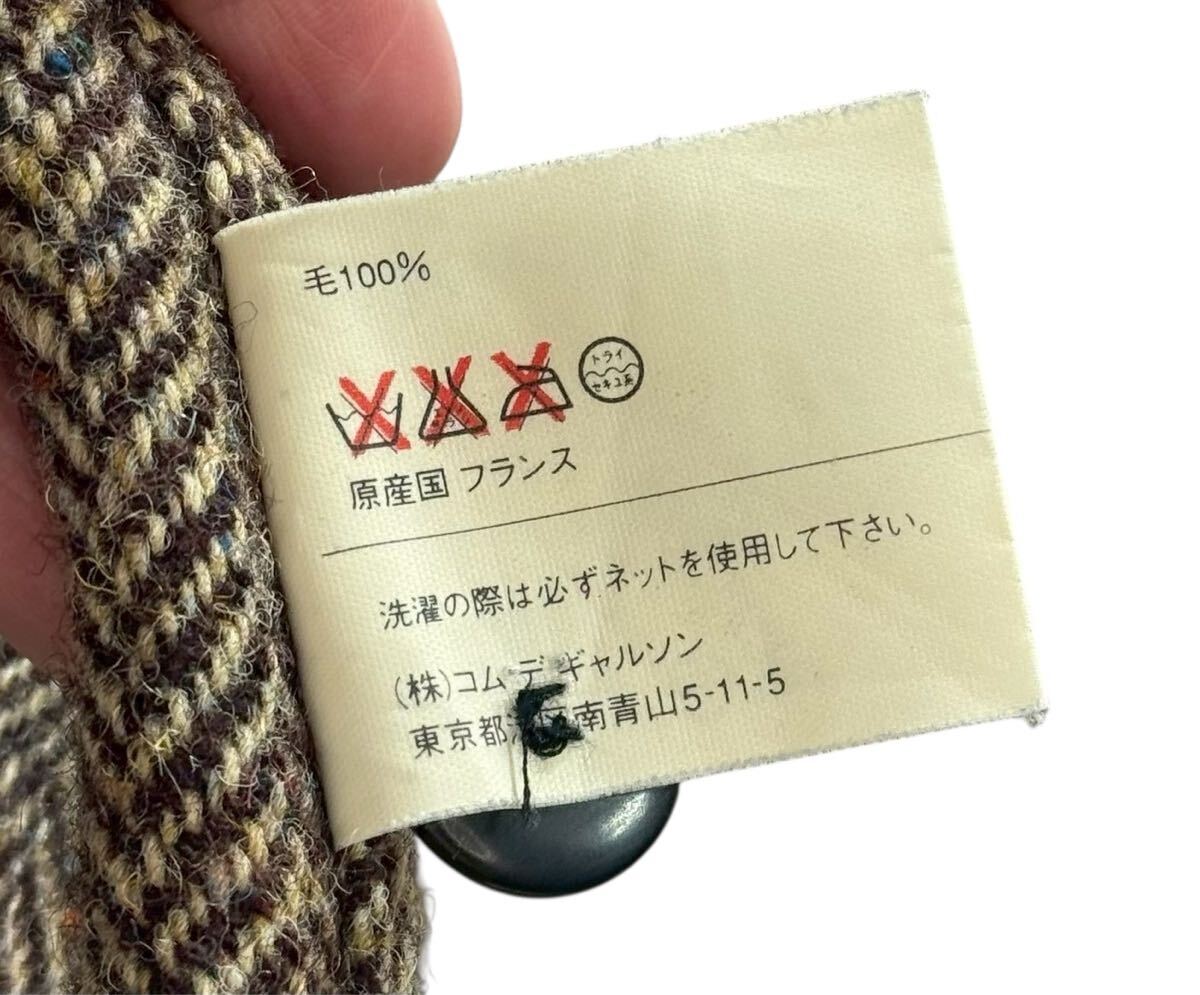 毛100%
ドライ
セキユ系
原産国 フランス
洗濯の際は必ずネットを使用して下さい。
(株)コム デ ギャルソン
東京都 南青山5-11-5